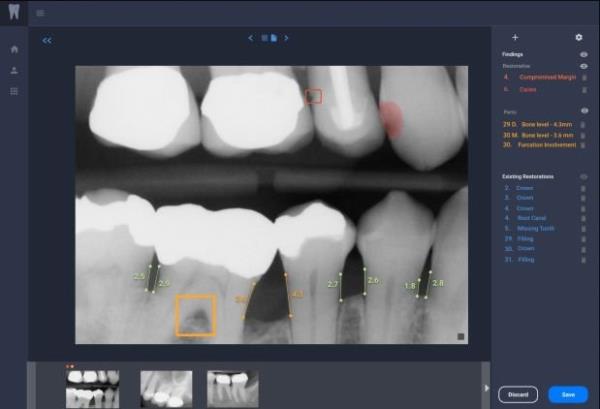 Findings
Restorative
4. Compromised Margin
6. Caries
Perio
29 D. Bone level - 4.3mm
30 M. Bone level - 3.6 mm
30. Furcation Involvement
2.5
2.5
4.3
2.7
2.6
1.8
2.8
Existing Restorations
2. Crown
3. Crown
4. Crown
4. Root Canal
5. Missing Tooth
29. Filling
30. Crown
31. Filling
Discard
Save